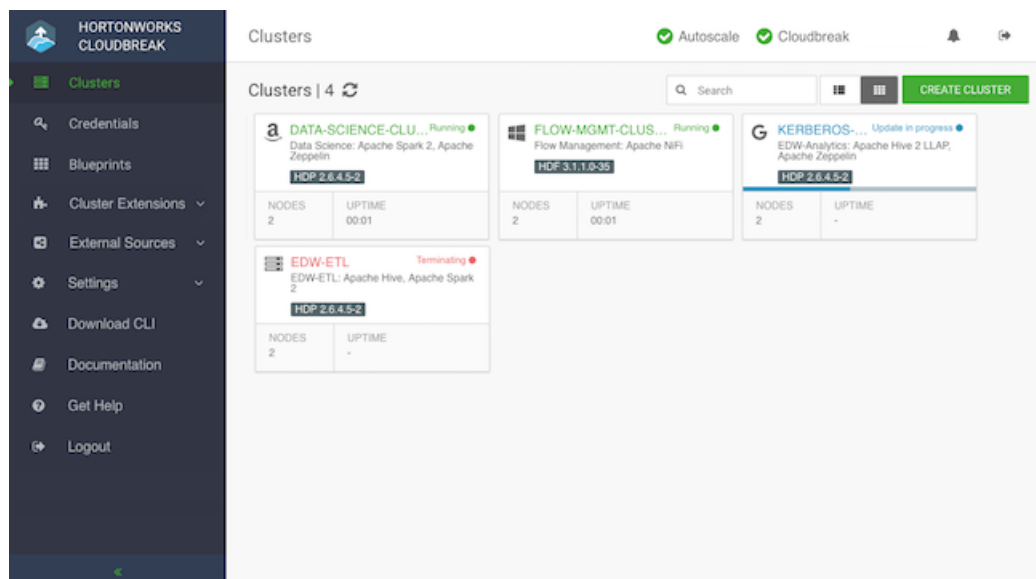 HORTONWORKS
CLOUDBREAK
Clusters
Credentials
Blueprints
Cluster Extensions
External Sources
Settings
Download CLI
Documentation
Get Help
Logout
Clusters
Autoscale
Cloudbreak
Clusters | 4
Search
CREATE CLUSTER
DATA-SCIENCE-CLU... Running
Data Science: Apache Spark 2, Apache
Zeppelin
HDP 2.6.4.5-2
NODES UPTIME
2 00:01
FLOW-MGMT-CLUS... Running
Flow Management: Apache NiFi
HDF 3.1.1.0-35
NODES UPTIME
2 00:01
KERBEROS-... Update in progress
EDW-Analytics: Apache Hive 2 LLAP,
Apache Zeppelin
HDP 2.6.4.5-2
NODES UPTIME
2 -
EDW-ETL Terminating
EDW-ETL: Apache Hive, Apache Spark
2
HDP 2.6.4.5-2
NODES UPTIME
2 -